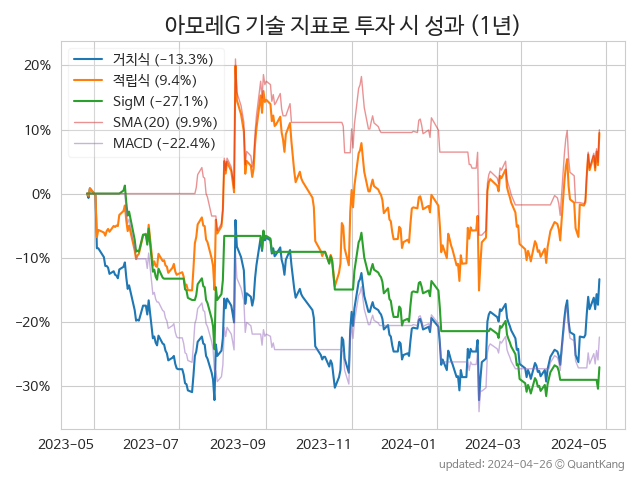 아모레G 기술 지표로 투자 시 성과 (1년)
거치식 (−13.3%)
적립식 (9.4%)
SigM (−27.1%)
SMA(20) (9.9%)
MACD (−22.4%)
20%
10%
0%
−10%
−20%
−30%
2023-05 2023-07 2023-09 2023-11 2024-01 2024-03 2024-05
updated: 2024-04-26 © QuantKang